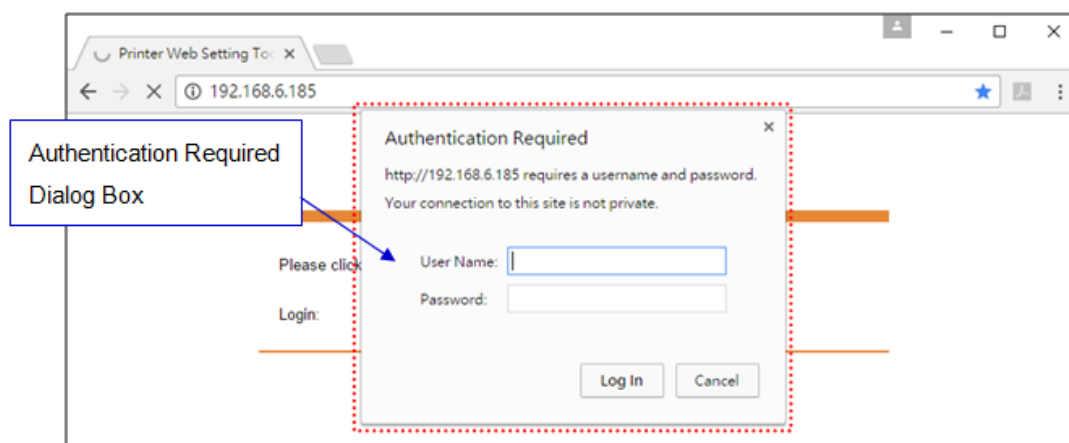 Printer Web Setting Too
192.168.6.185
Authentication Required
Dialog Box
Authentication Required
http://192.168.6.185 requires a username and password.
Your connection to this site is not private.
Please click
User Name:
Password:
Login:
Log In
Cancel